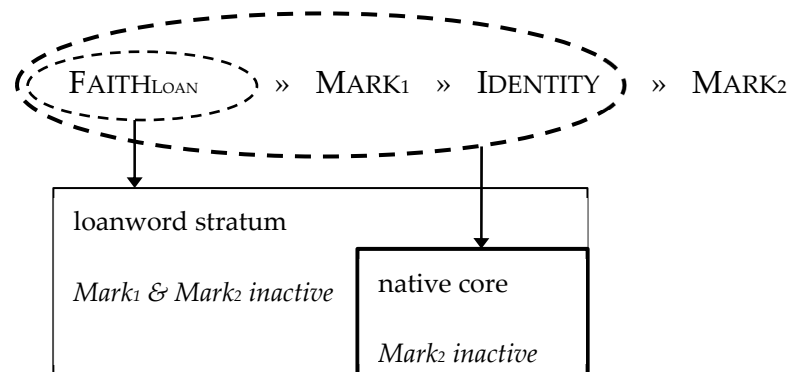 FAITHLOAN » MARK1 » IDENTITY » MARK2
loanword stratum
Mark1 & Mark2 inactive
native core
Mark2 inactive